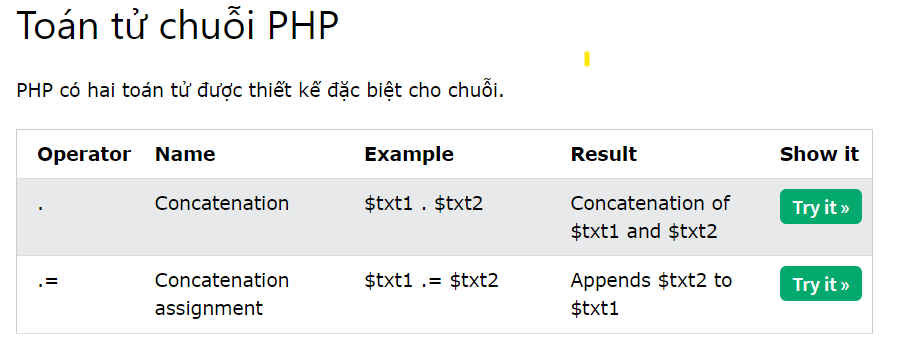 Toán tử chuỗi PHP
PHP có hai toán tử được thiết kế đặc biệt cho chuỗi.
Operator Name Example Result Show it
. Concatenation $txt1 . $txt2 Concatenation of $txt1 and $txt2 Try it »
.= Concatenation assignment $txt1 .= $txt2 Appends $txt2 to $txt1 Try it »